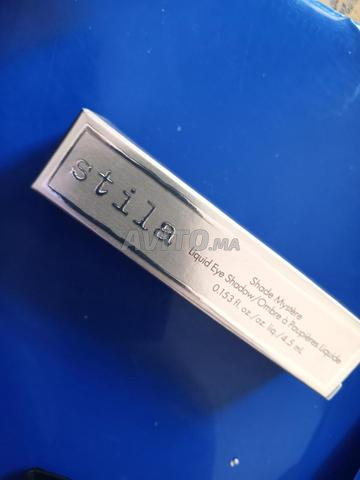 stila
AVITO.MA
Shade Mystère
Liquid Eye Shadow/Ombre à Paupières Liquide
0.153 fl. oz./oz. liq./4.5 ml